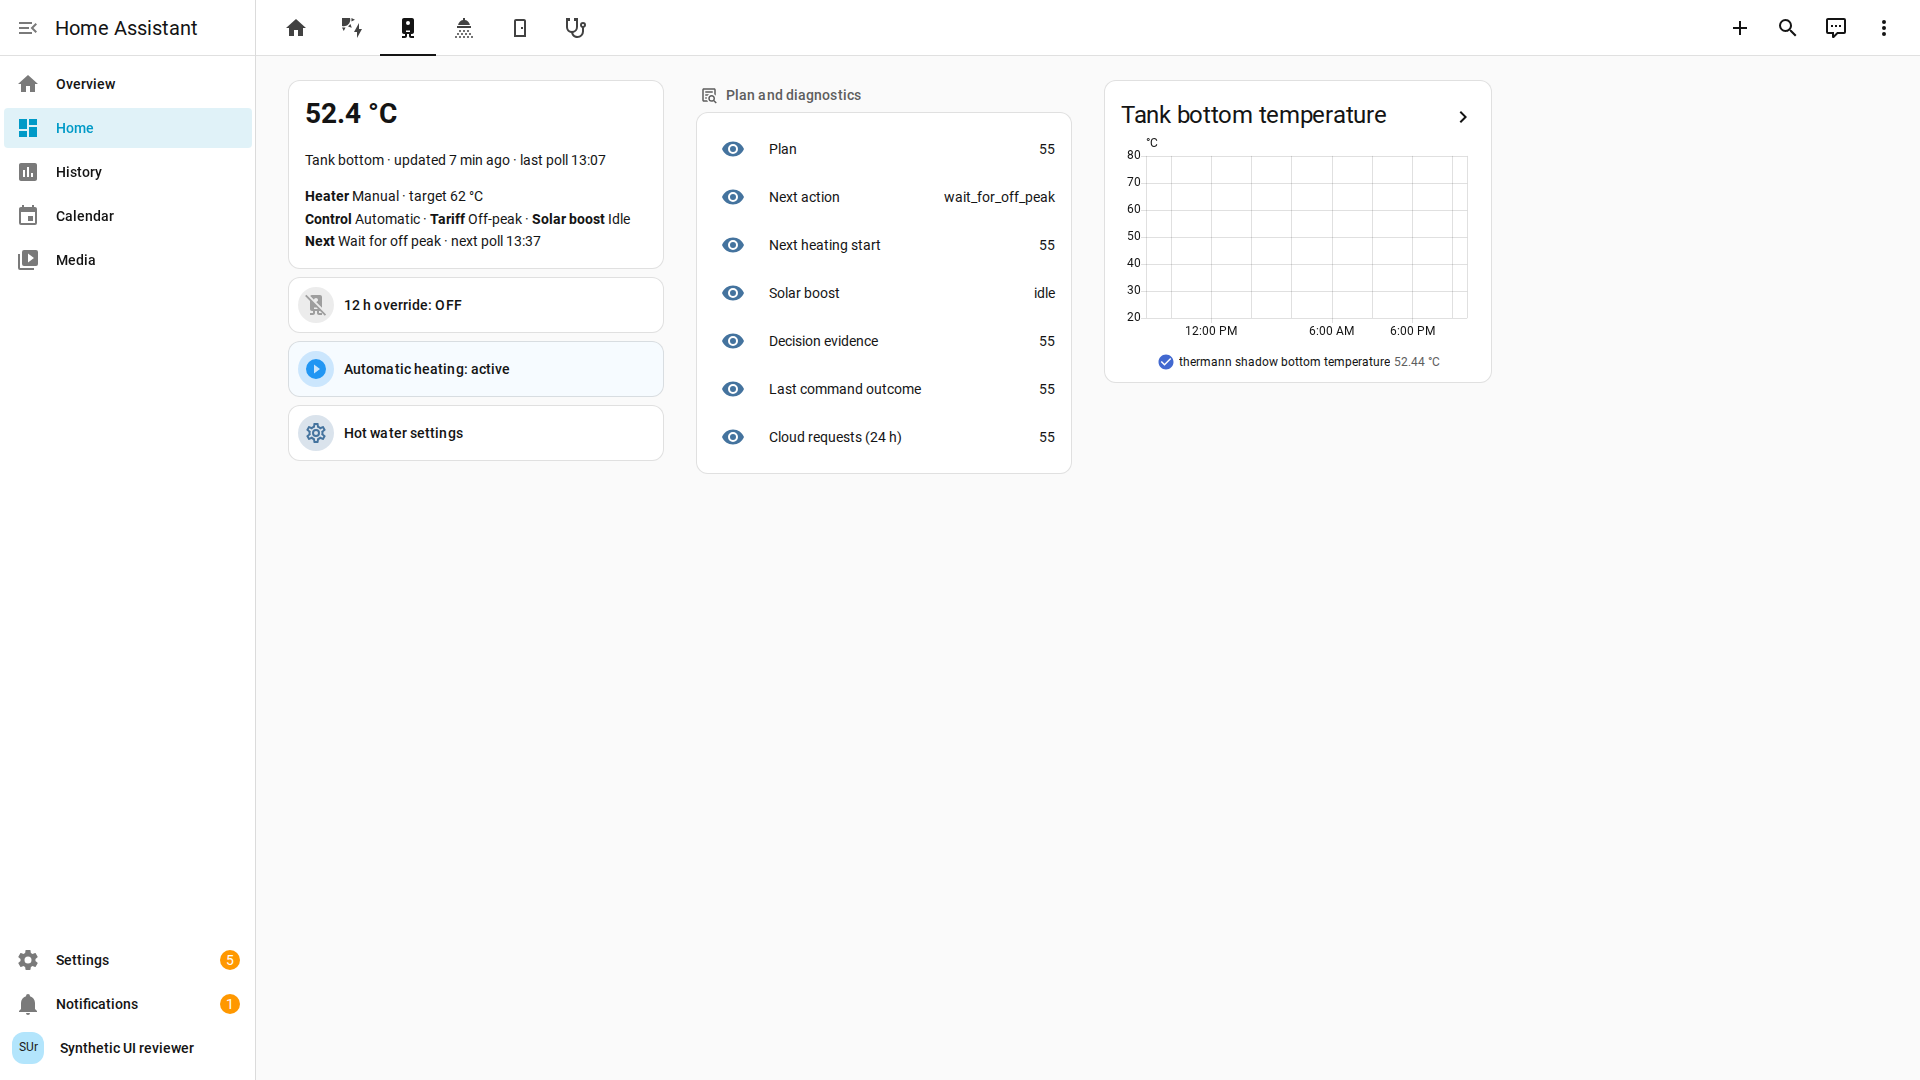 Home Assistant
Overview
Home
History
Calendar
Media
Settings 5
Notifications 1
SUr Synthetic UI reviewer
52.4 °C
Tank bottom · updated 7 min ago · last poll 13:07
Heater Manual · target 62 °C
Control Automatic · Tariff Off-peak · Solar boost Idle
Next Wait for off peak · next poll 13:37
12 h override: OFF
Automatic heating: active
Hot water settings
Plan and diagnostics
Plan 55
Next action wait_for_off_peak
Next heating start 55
Solar boost idle
Decision evidence 55
Last command outcome 55
Cloud requests (24 h) 55
Tank bottom temperature
°C
80
70
60
50
40
30
20
12:00 PM 6:00 AM 6:00 PM
thermann shadow bottom temperature 52.44 °C